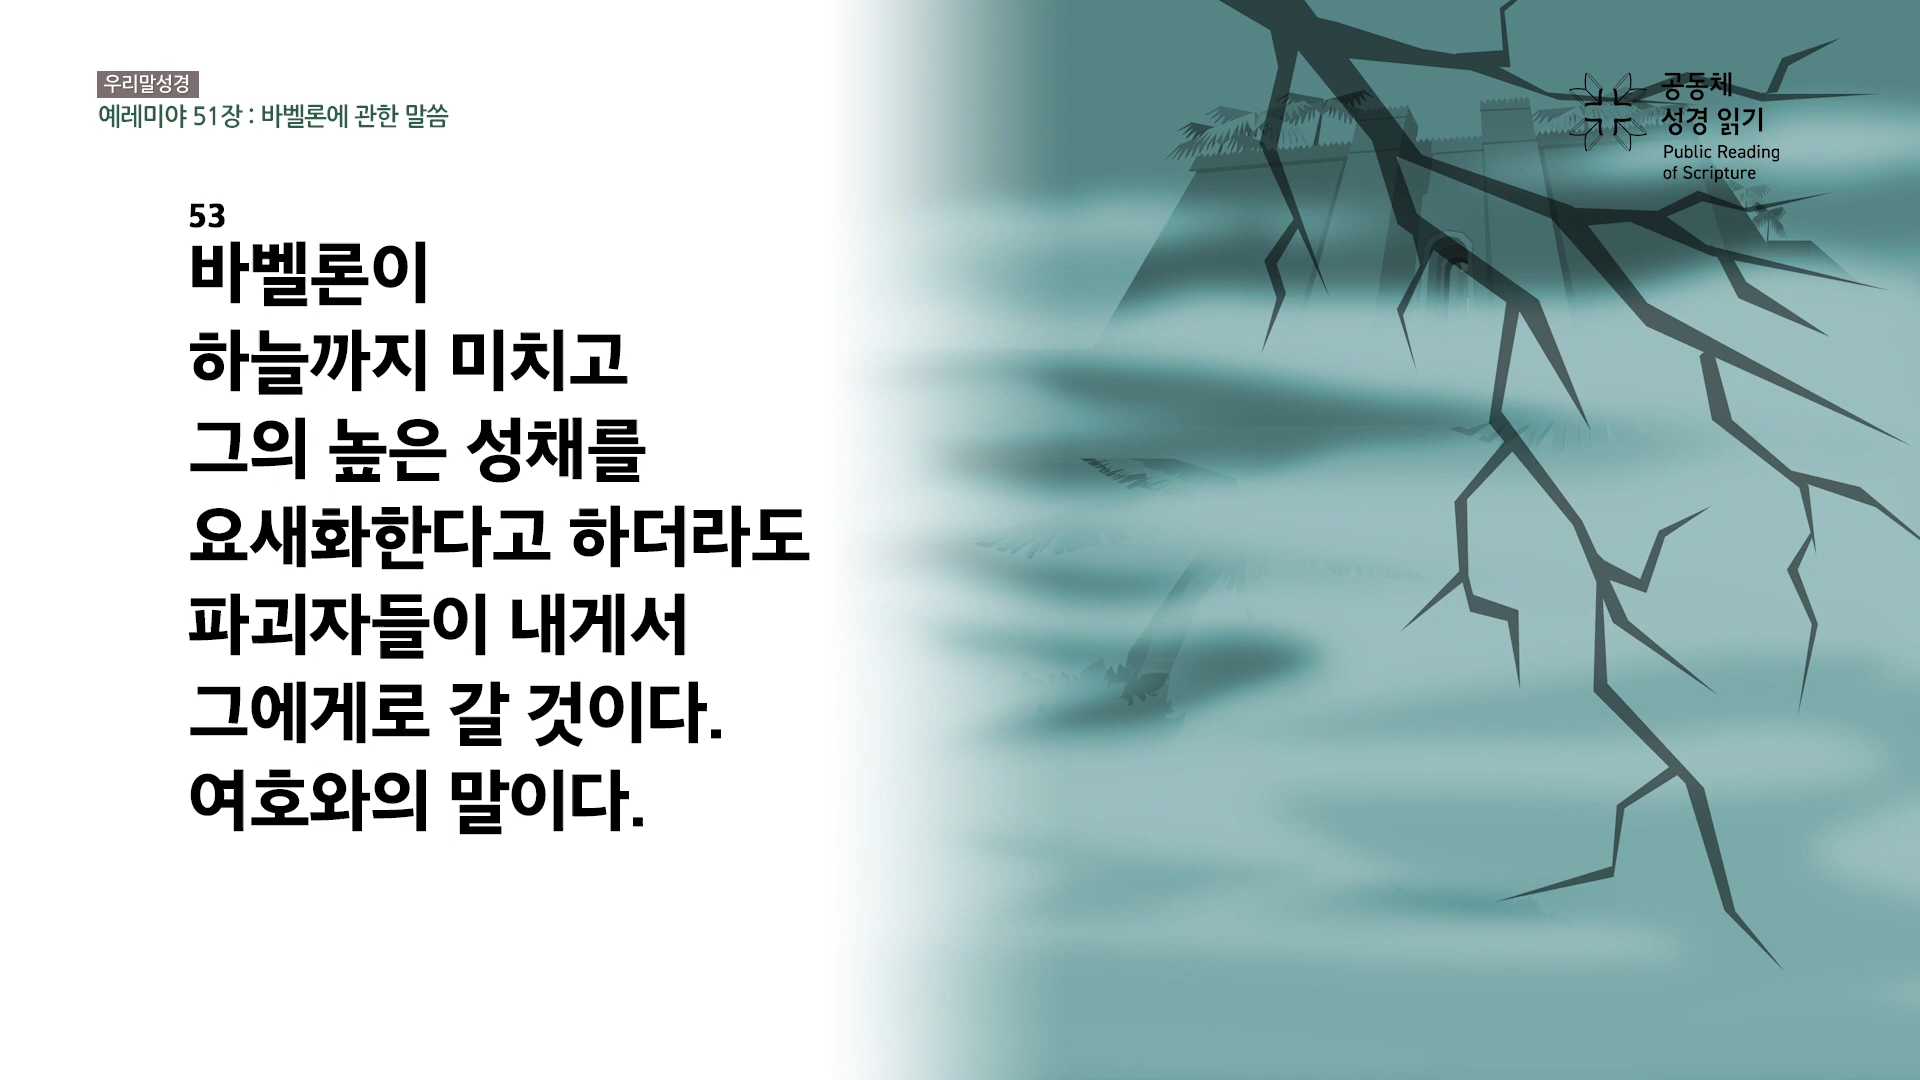 우리말성경
예레미야 51장 : 바벨론에 관한 말씀
공동체
성경 읽기
Public Reading
of Scripture
53
바벨론이
하늘까지 미치고
그의 높은 성채를
요새화한다고 하더라도
파괴자들이 내게서
그에게로 갈 것이다.
여호와의 말이다.